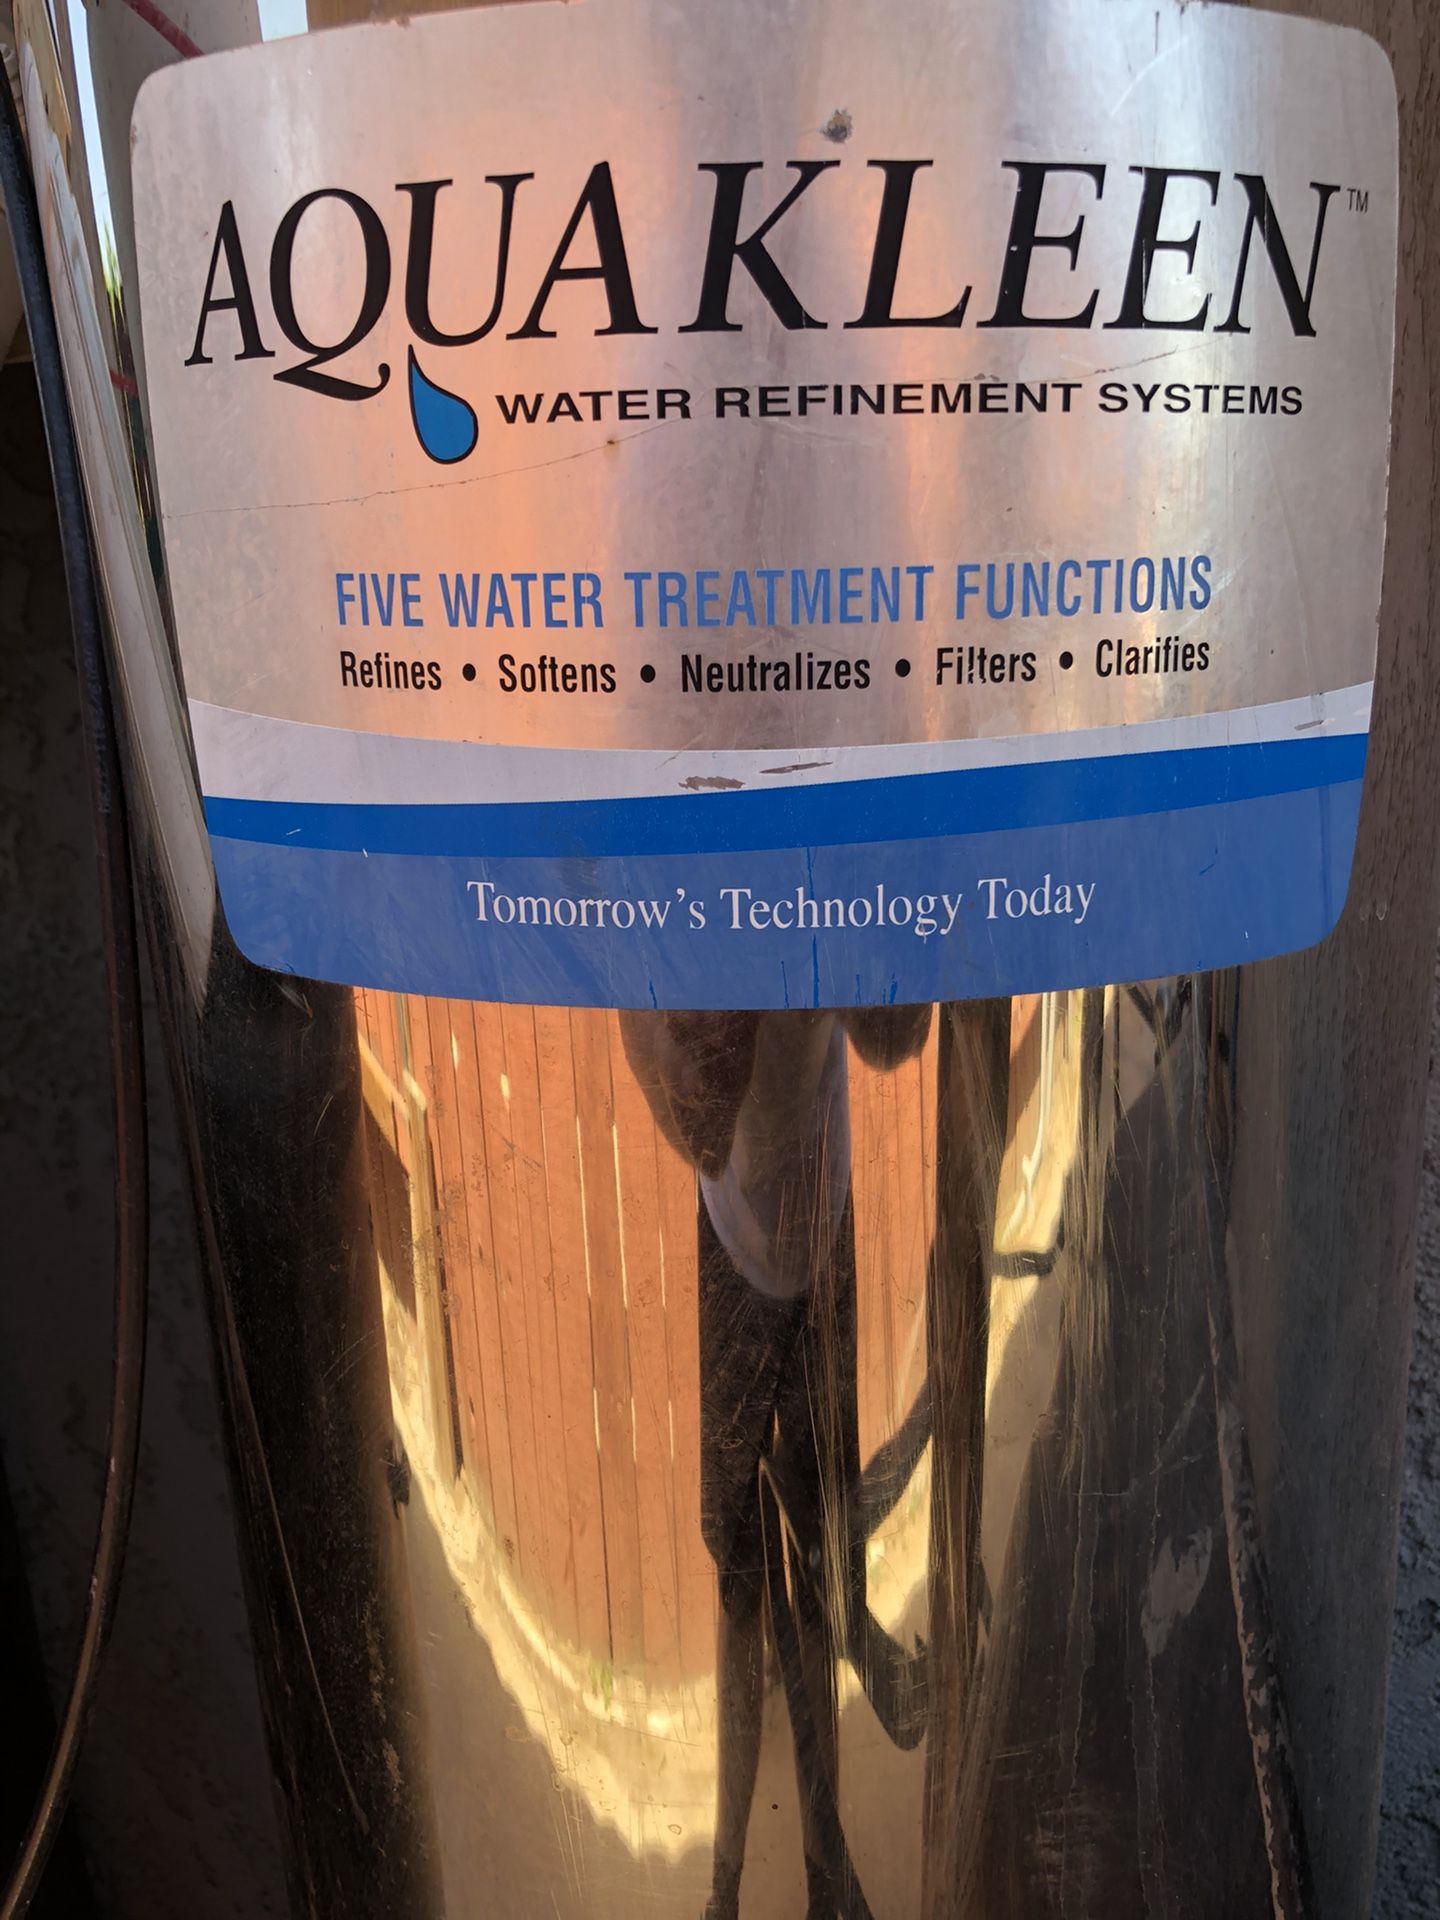 AQUAKLEEN™
WATER REFINEMENT SYSTEMS
FIVE WATER TREATMENT FUNCTIONS
Refines • Softens • Neutralizes • Filters • Clarifies
Tomorrow's Technology Today